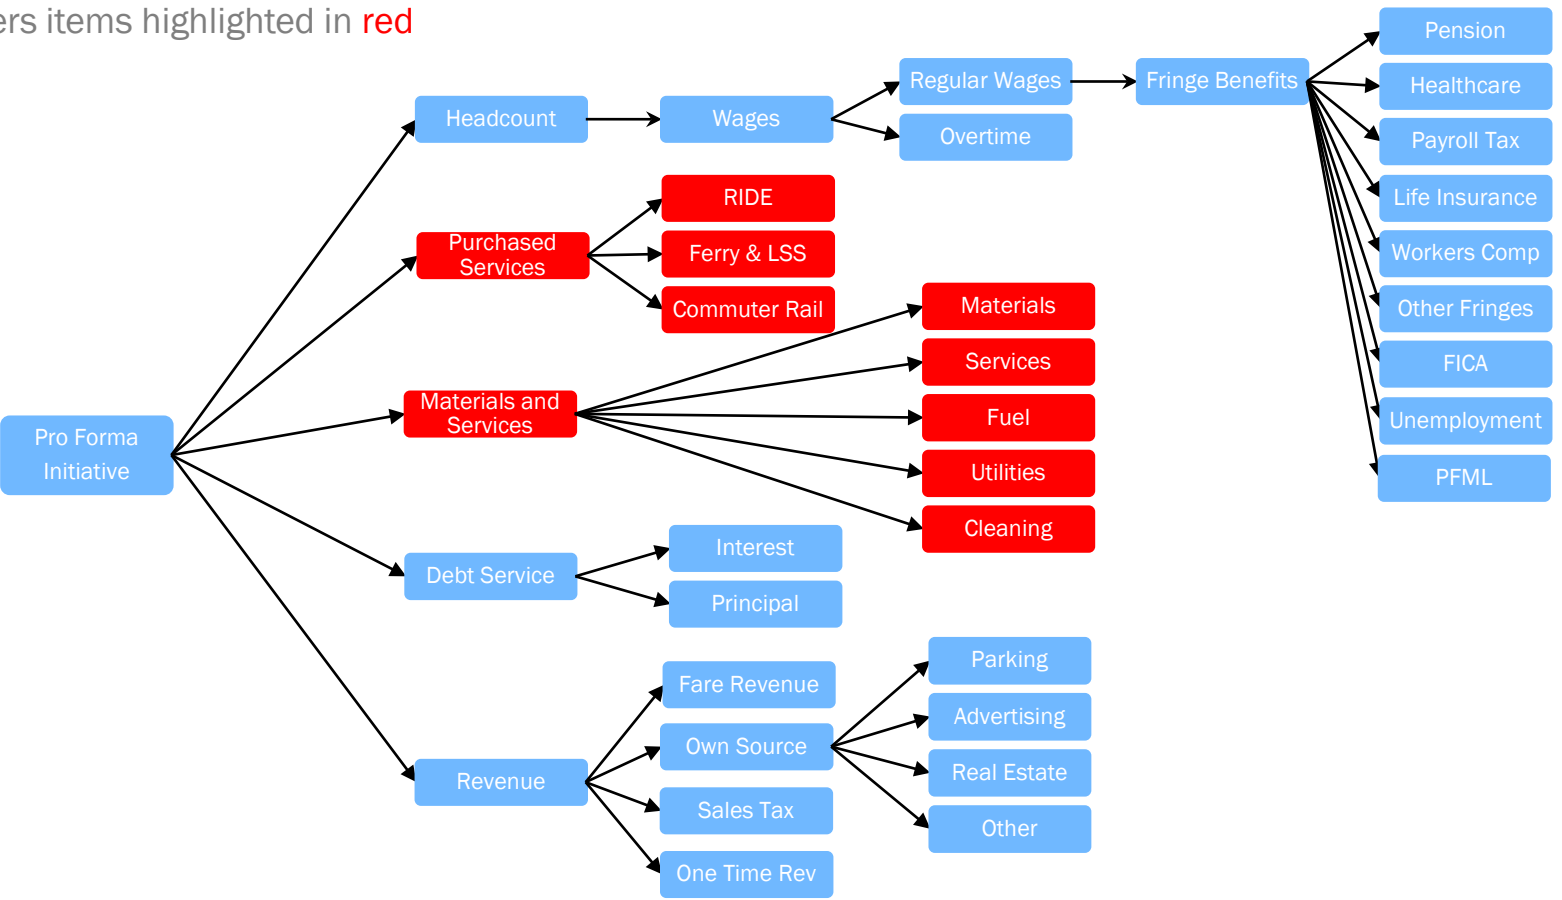 items highlighted in red
Pro Forma
Initiative
Headcount
Wages
Regular Wages
Overtime
Fringe Benefits
Pension
Healthcare
Payroll Tax
Life Insurance
Workers Comp
Other Fringes
FICA
Unemployment
PFML
Purchased
Services
RIDE
Ferry & LSS
Commuter Rail
Materials and
Services
Materials
Services
Fuel
Utilities
Cleaning
Debt Service
Interest
Principal
Revenue
Fare Revenue
Own Source
Sales Tax
One Time Rev
Parking
Advertising
Real Estate
Other